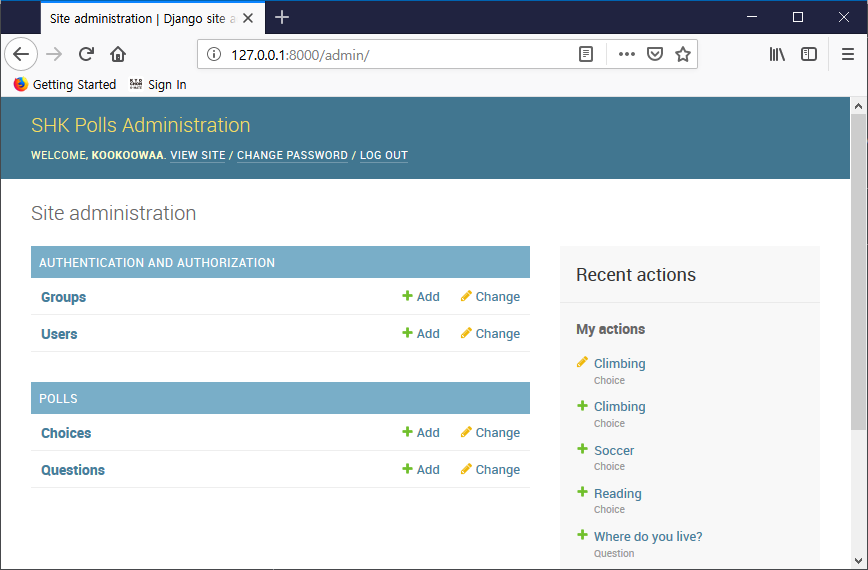 Site administration | Django site a
127.0.0.1:8000/admin/
Getting Started
Sign In
SHK Polls Administration
WELCOME, KOOKOOWAA. VIEW SITE / CHANGE PASSWORD / LOG OUT
Site administration
AUTHENTICATION AND AUTHORIZATION
Groups Add Change
Users Add Change
POLLS
Choices Add Change
Questions Add Change
Recent actions
My actions
Climbing
Choice
Climbing
Choice
Soccer
Choice
Reading
Choice
Where do you live?
Question